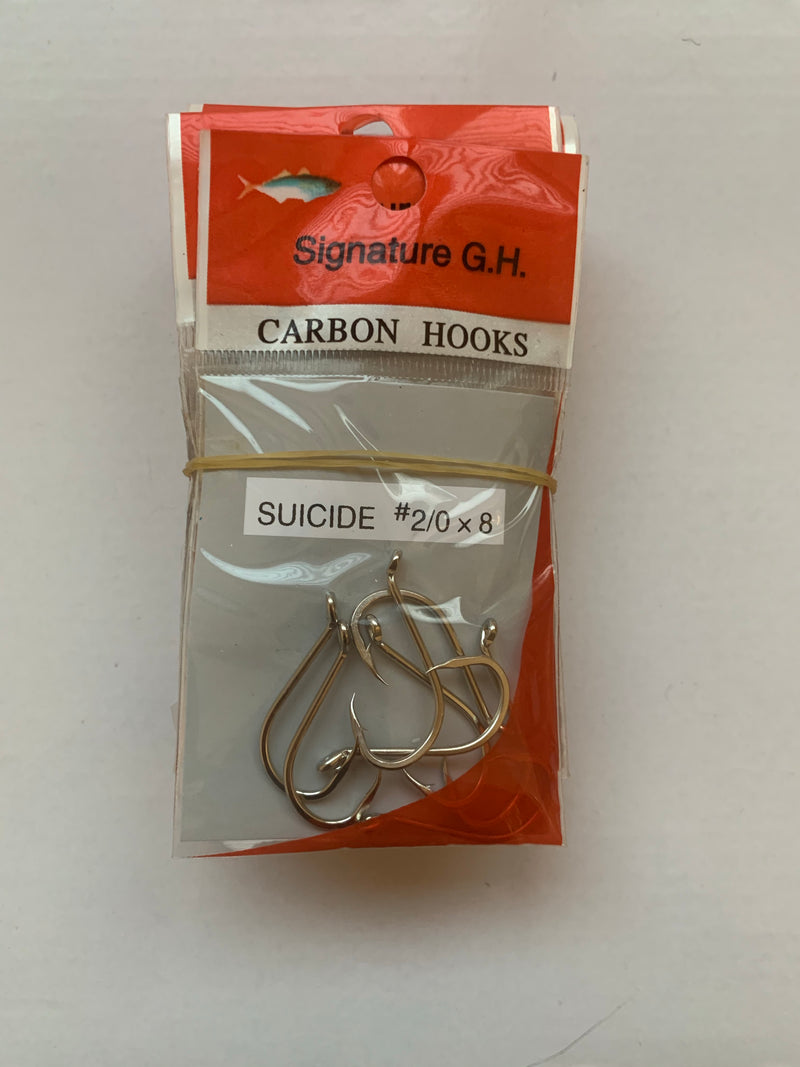 Signature G.H.
CARBON HOOKS
SUICIDE #2/0 × 8